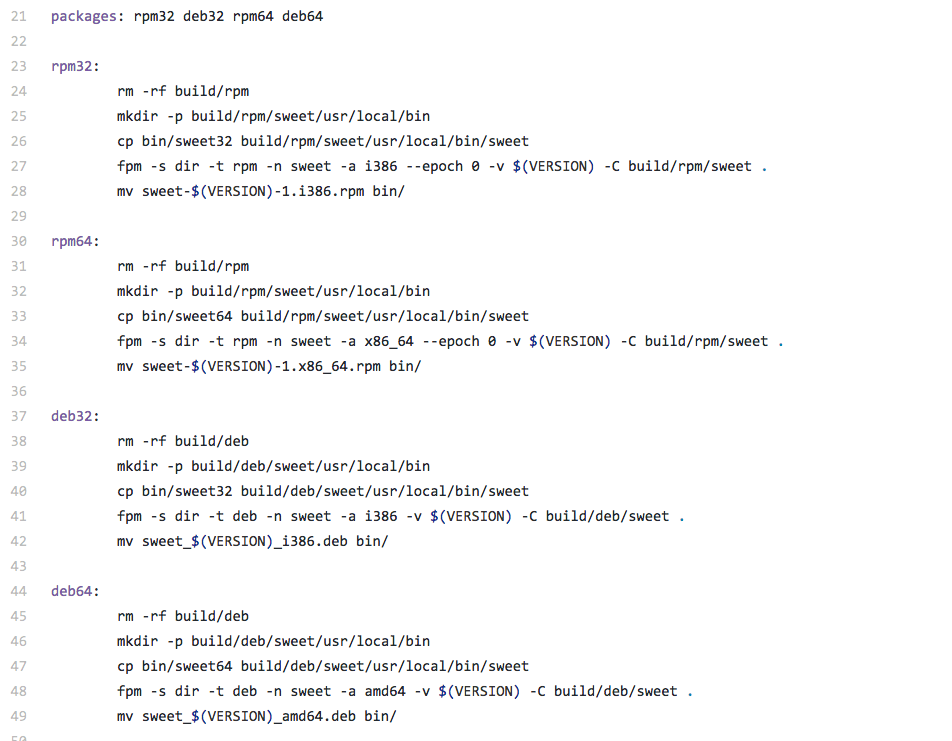 21 packages: rpm32 deb32 rpm64 deb64
22
23 rpm32:
24 rm -rf build/rpm
25 mkdir -p build/rpm/sweet/usr/local/bin
26 cp bin/sweet32 build/rpm/sweet/usr/local/bin/sweet
27 fpm -s dir -t rpm -n sweet -a i386 --epoch 0 -v $(VERSION) -C build/rpm/sweet .
28 mv sweet-$(VERSION)-1.i386.rpm bin/
29
30 rpm64:
31 rm -rf build/rpm
32 mkdir -p build/rpm/sweet/usr/local/bin
33 cp bin/sweet64 build/rpm/sweet/usr/local/bin/sweet
34 fpm -s dir -t rpm -n sweet -a x86_64 --epoch 0 -v $(VERSION) -C build/rpm/sweet .
35 mv sweet-$(VERSION)-1.x86_64.rpm bin/
36
37 deb32:
38 rm -rf build/deb
39 mkdir -p build/deb/sweet/usr/local/bin
40 cp bin/sweet32 build/deb/sweet/usr/local/bin/sweet
41 fpm -s dir -t deb -n sweet -a i386 -v $(VERSION) -C build/deb/sweet .
42 mv sweet_$(VERSION)_i386.deb bin/
43
44 deb64:
45 rm -rf build/deb
46 mkdir -p build/deb/sweet/usr/local/bin
47 cp bin/sweet64 build/deb/sweet/usr/local/bin/sweet
48 fpm -s dir -t deb -n sweet -a amd64 -v $(VERSION) -C build/deb/sweet .
49 mv sweet_$(VERSION)_amd64.deb bin/
50